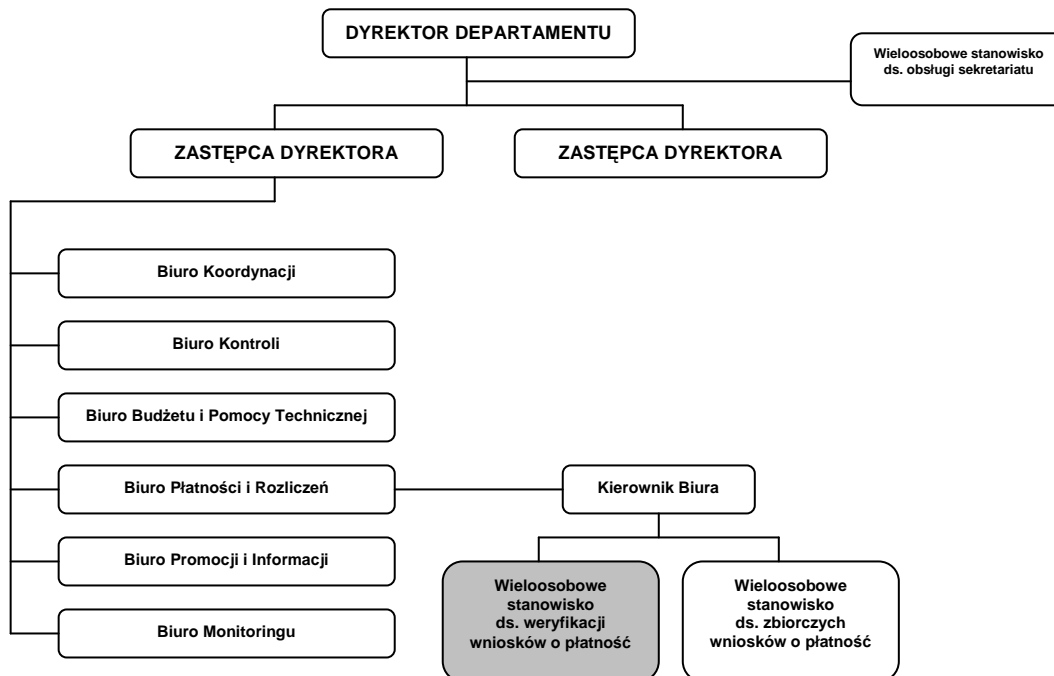 DYREKTOR DEPARTAMENTU
Wieloosobowe stanowisko
ds. obsługi sekretariatu
ZASTĘPCA DYREKTORA
ZASTĘPCA DYREKTORA
Biuro Koordynacji
Biuro Kontroli
Biuro Budżetu i Pomocy Technicznej
Biuro Płatności i Rozliczeń
Kierownik Biura
Biuro Promocji i Informacji
Biuro Monitoringu
Wieloosobowe
stanowisko
ds. weryfikacji
wniosków o płatność
Wieloosobowe
stanowisko
ds. zbiorczych
wniosków o płatność